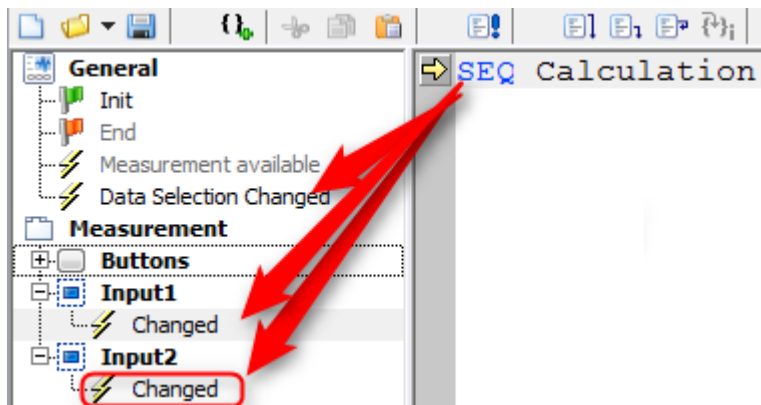 General
SEQ Calculation
Init
End
Measurement available
Data Selection Changed
Measurement
Buttons
Input1
Changed
Input2
Changed